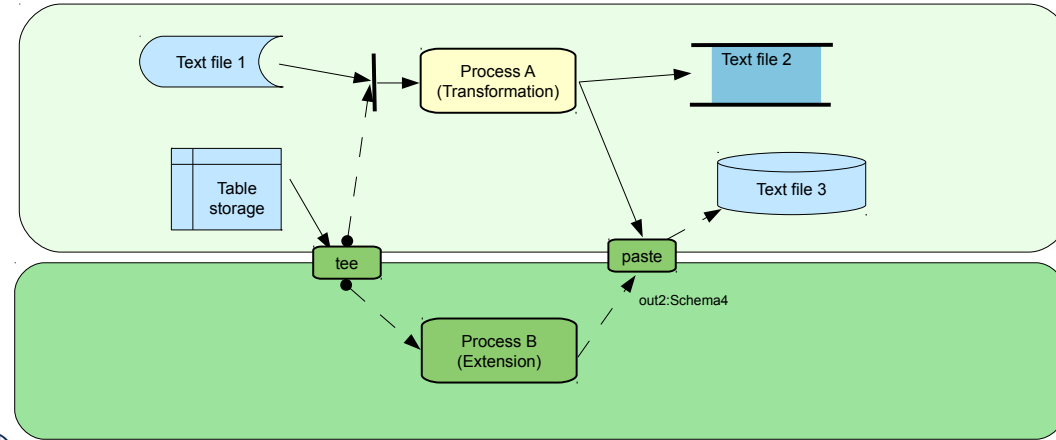 Text file 1
Process A
(Transformation)
Text file 2
Table
storage
Text file 3
tee
paste
out2:Schema4
Process B
(Extension)